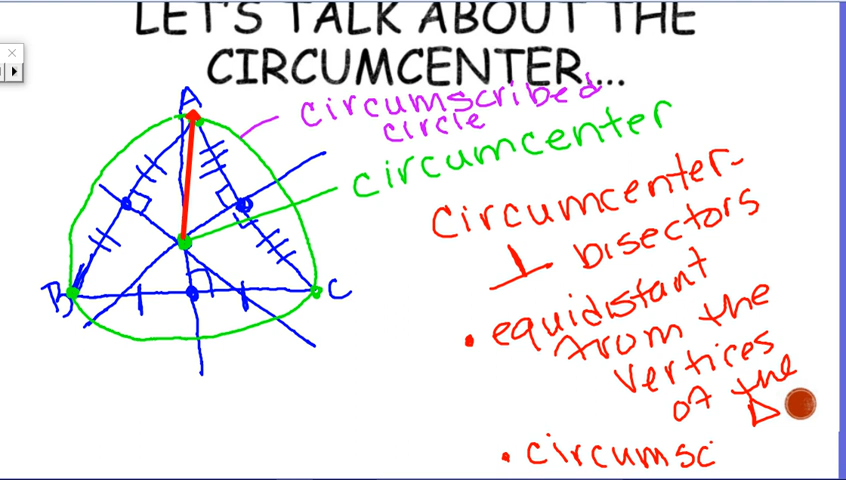 LET'S TALK ABOUT THE
CIRCUMCENTER...
A
circumscribed
circle
circumcenter
B
C
Circumcenter-
⊥ bisectors
• equidistant
from the
vertices
of the
Δ
• circumsc